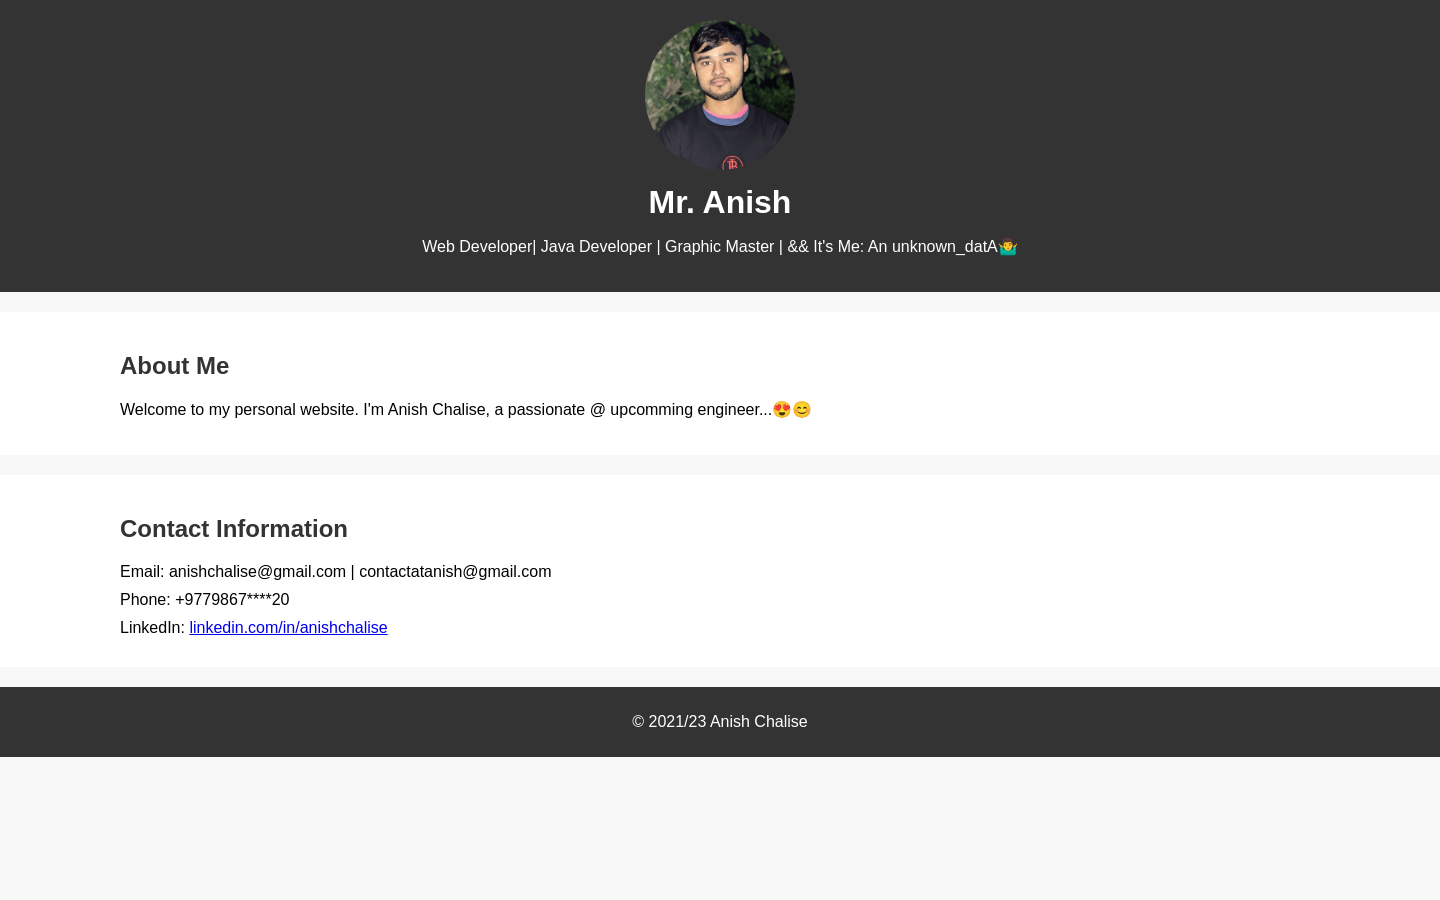 Mr. Anish
Web Developer| Java Developer | Graphic Master | && It's Me: An unknown_datA🤷‍♂️
About Me
Welcome to my personal website. I'm Anish Chalise, a passionate @ upcomming engineer...😍😊
Contact Information
Email: anishchalise@gmail.com | contactatanish@gmail.com
Phone: +9779867****20
LinkedIn: linkedin.com/in/anishchalise
© 2021/23 Anish Chalise